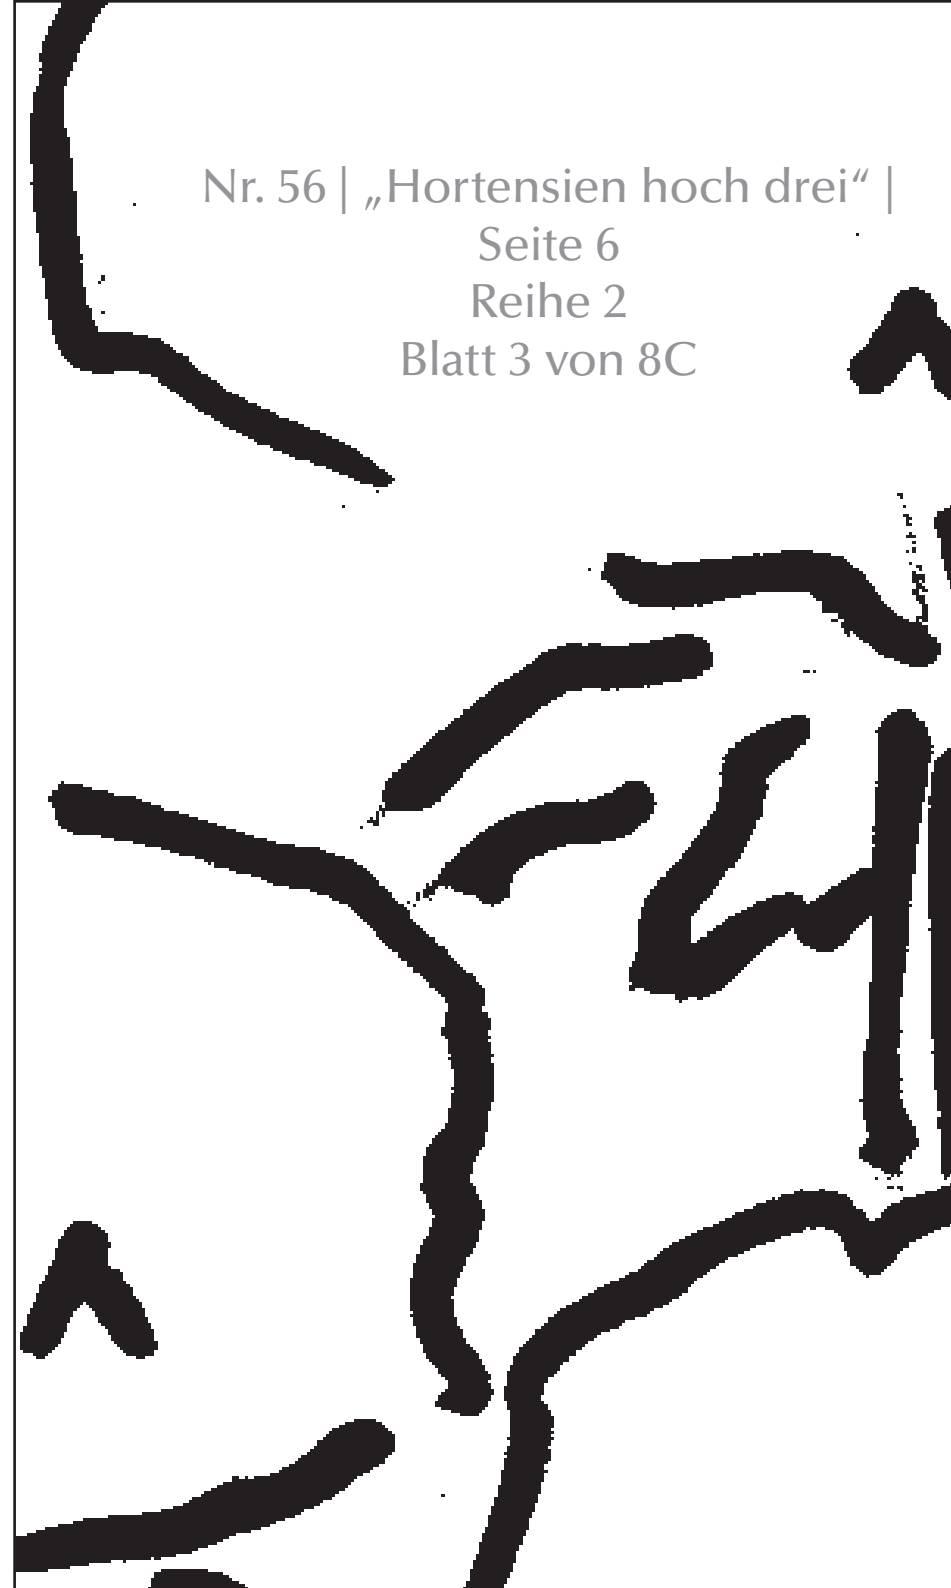 Nr. 56 | „Hortensien hoch drei“ |
Seite 6
Reihe 2
Blatt 3 von 8C